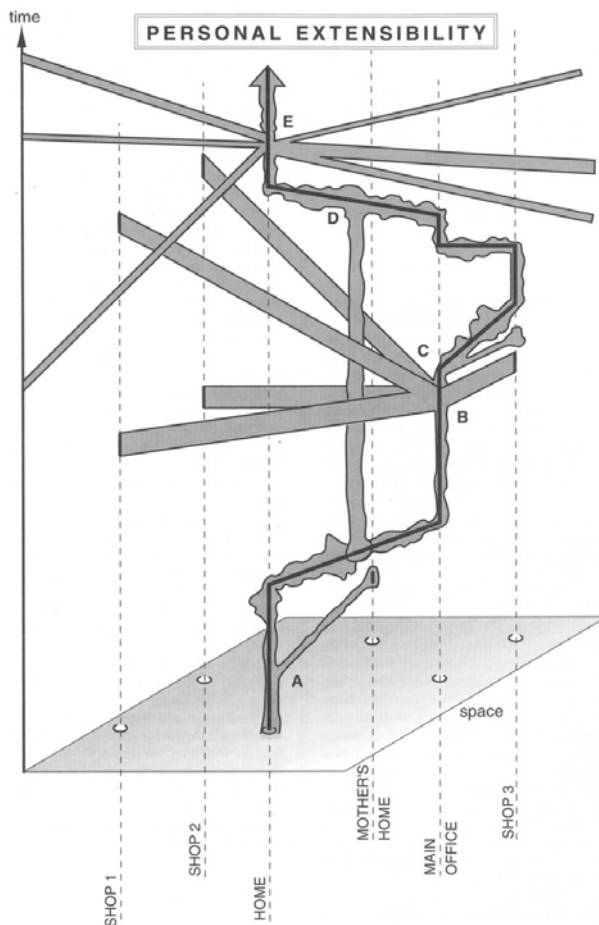 time
PERSONAL EXTENSIBILITY
E
D
C
B
A
space
SHOP 1
SHOP 2
HOME
MOTHER'S
HOME
MAIN
OFFICE
SHOP 3